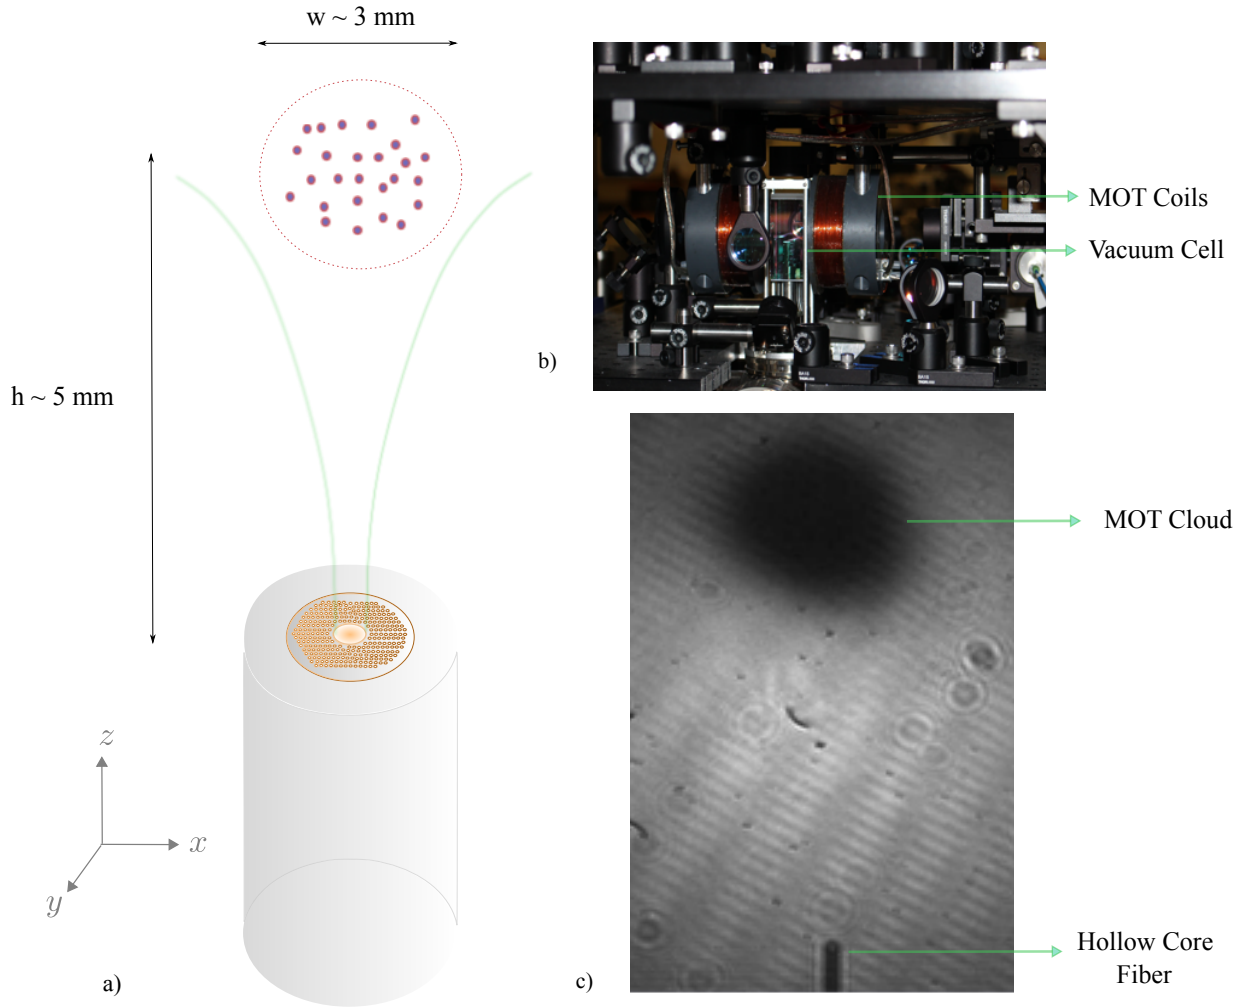 w ~ 3 mm
h ~ 5 mm
z
x
y
a)
b)
MOT Coils
Vacuum Cell
c)
MOT Cloud
Hollow Core
Fiber